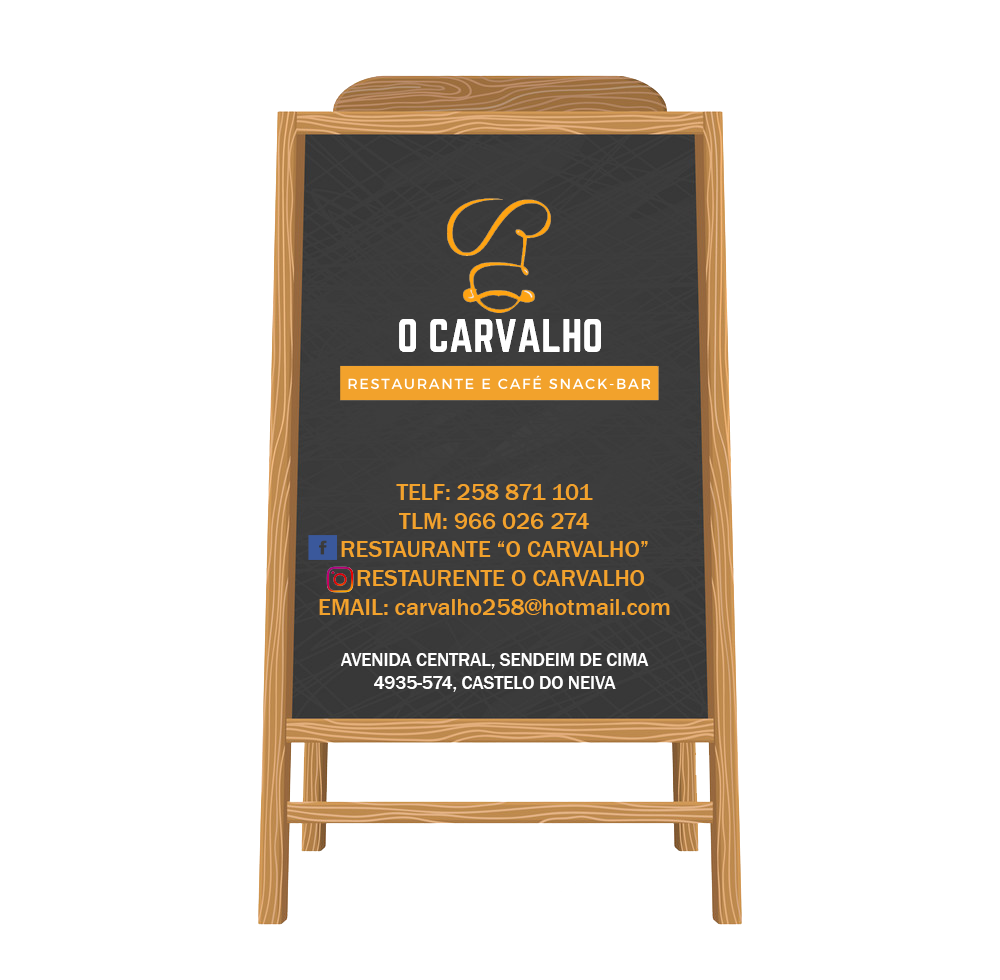 O CARVALHO
RESTAURANTE E CAFÉ SNACK-BAR
TELF: 258 871 101
TLM: 966 026 274
RESTAURANTE “O CARVALHO”
RESTAURENTE O CARVALHO
EMAIL: carvalho258@hotmail.com
AVENIDA CENTRAL, SENDEIM DE CIMA
4935-574, CASTELO DO NEIVA